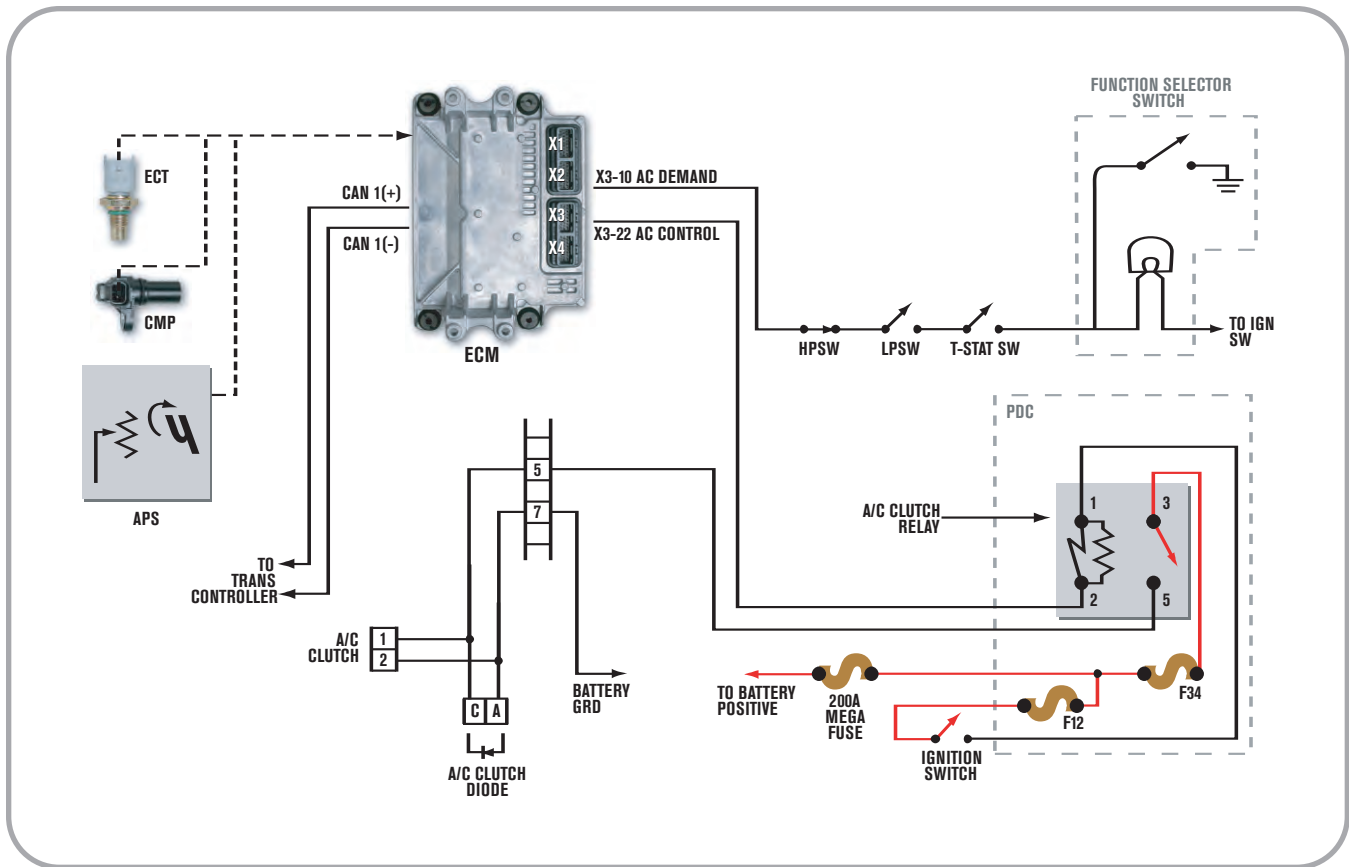 FUNCTION SELECTOR
SWITCH
X1
X2
X3
X4
ECT
CMP
APS
CAN 1(+)
CAN 1(-)
ECM
X3-10 AC DEMAND
X3-22 AC CONTROL
HPSW
LPSW
T-STAT SW
TO IGN
SW
TO
TRANS
CONTROLLER
5
7
A/C
CLUTCH
1
2
C A
A/C CLUTCH
DIODE
BATTERY
GRD
PDC
A/C CLUTCH
RELAY
1
3
2
5
TO BATTERY
POSITIVE
200A
MEGA
FUSE
F34
F12
IGNITION
SWITCH